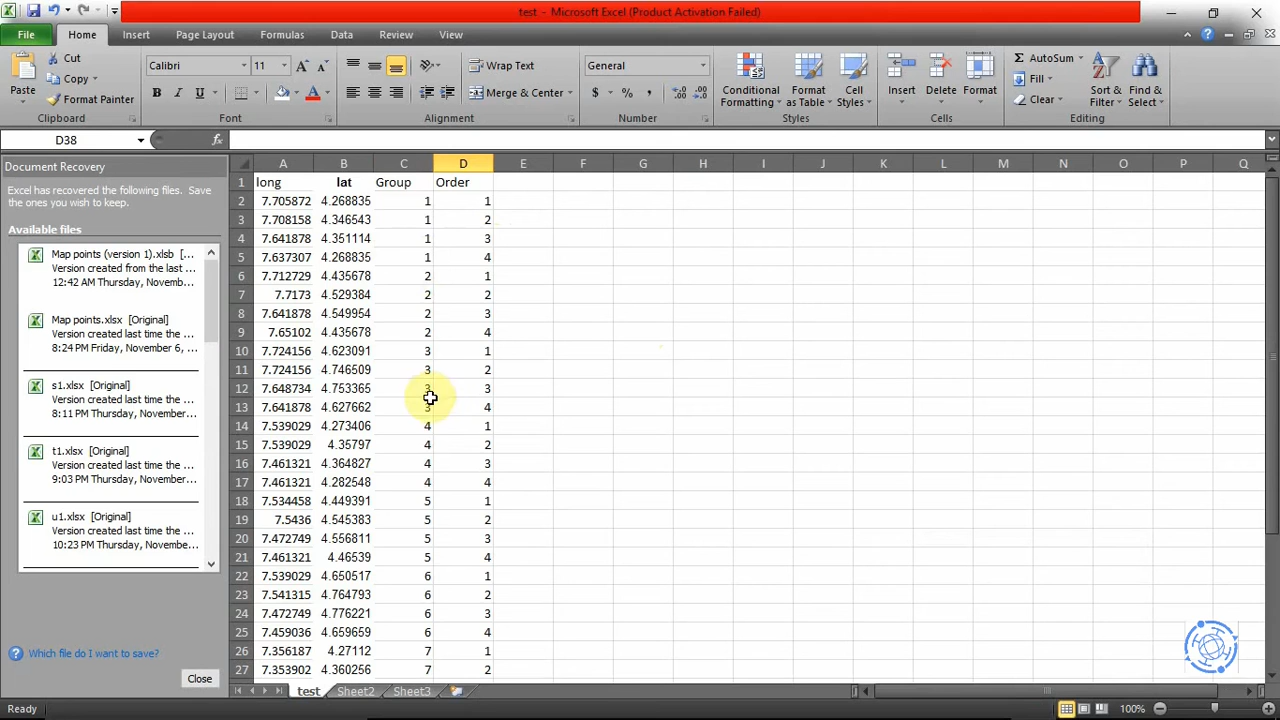 test - Microsoft Excel (Product Activation Failed)
File Home Insert Page Layout Formulas Data Review View
Cut
Copy
Format Painter
Paste
Clipboard
Calibri 11
B I U
A
Font
Wrap Text
Merge & Center
Alignment
General
$ % ,
Number
Conditional Formatting
Format as Table
Cell Styles
Styles
Insert Delete Format
Cells
Σ AutoSum
Fill
Clear
Sort & Filter
Find & Select
Editing
D38 fx
Document Recovery
Excel has recovered the following files. Save
the ones you wish to keep.
Available files
Map points (version 1).xlsb [...
Version created from the last ...
12:42 AM Thursday, Novemb...
Map points.xlsx [Original]
Version created last time the ...
8:24 PM Friday, November 6, ...
s1.xlsx [Original]
Version created last time the ...
8:11 PM Thursday, Novembe...
t1.xlsx [Original]
Version created last time the ...
9:03 PM Thursday, Novembe...
u1.xlsx [Original]
Version created last time the ...
10:23 PM Thursday, Novembe...
Which file do I want to save?
Close
A B C D E F G H I J K L M N O P Q
1 long lat Group Order
2 7.705872 4.268835 1 1
3 7.708158 4.346543 1 2
4 7.641878 4.351114 1 3
5 7.637307 4.268835 1 4
6 7.712729 4.435678 2 1
7 7.7173 4.529384 2 2
8 7.641878 4.549954 2 3
9 7.65102 4.435678 2 4
10 7.724156 4.623091 3 1
11 7.724156 4.746509 3 2
12 7.648734 4.753365 3 3
13 7.641878 4.627662 3 4
14 7.539029 4.273406 4 1
15 7.539029 4.35797 4 2
16 7.461321 4.364827 4 3
17 7.461321 4.282548 4 4
18 7.534458 4.449391 5 1
19 7.5436 4.545383 5 2
20 7.472749 4.556811 5 3
21 7.461321 4.46539 5 4
22 7.539029 4.650517 6 1
23 7.541315 4.764793 6 2
24 7.472749 4.776221 6 3
25 7.459036 4.659659 6 4
26 7.356187 4.27112 7 1
27 7.353902 4.360256 7 2
test Sheet2 Sheet3
Ready 100%